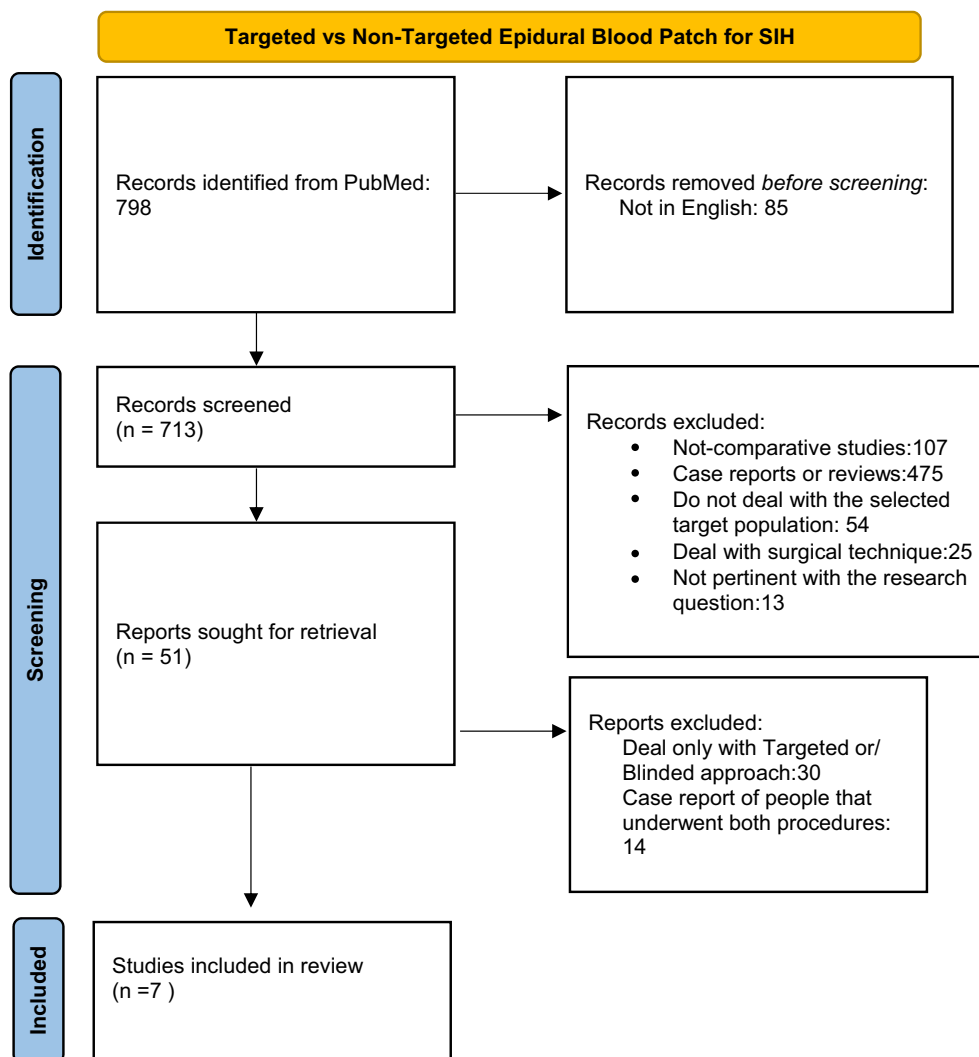 Targeted vs Non-Targeted Epidural Blood Patch for SIH
Identification
Records identified from PubMed:
798
Records removed before screening:
Not in English: 85
Screening
Records screened
(n = 713)
Records excluded:
• Not-comparative studies:107
• Case reports or reviews:475
• Do not deal with the selected
target population: 54
• Deal with surgical technique:25
• Not pertinent with the research
question:13
Reports sought for retrieval
(n = 51)
Reports excluded:
Deal only with Targeted or/
Blinded approach:30
Case report of people that
underwent both procedures:
14
Included
Studies included in review
(n =7 )